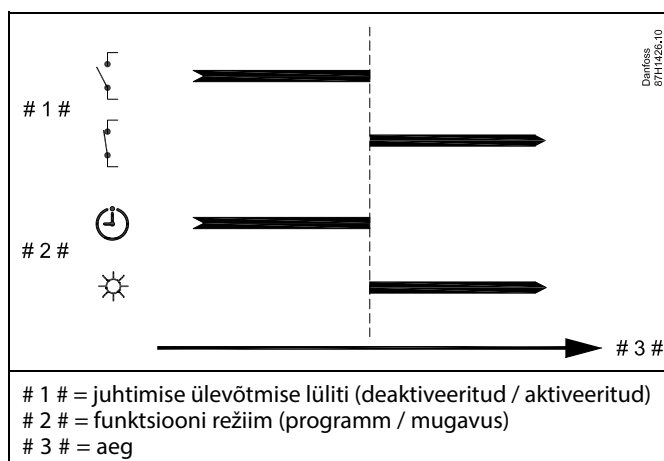 Danfoss
87H1426.10
# 1 #
# 2 #
# 3 #
# 1 # = juhtimise ülevõtmise lüliti (deaktiveeritud / aktiveeritud)
# 2 # = funktsiooni režiim (programm / mugavus)
# 3 # = aeg